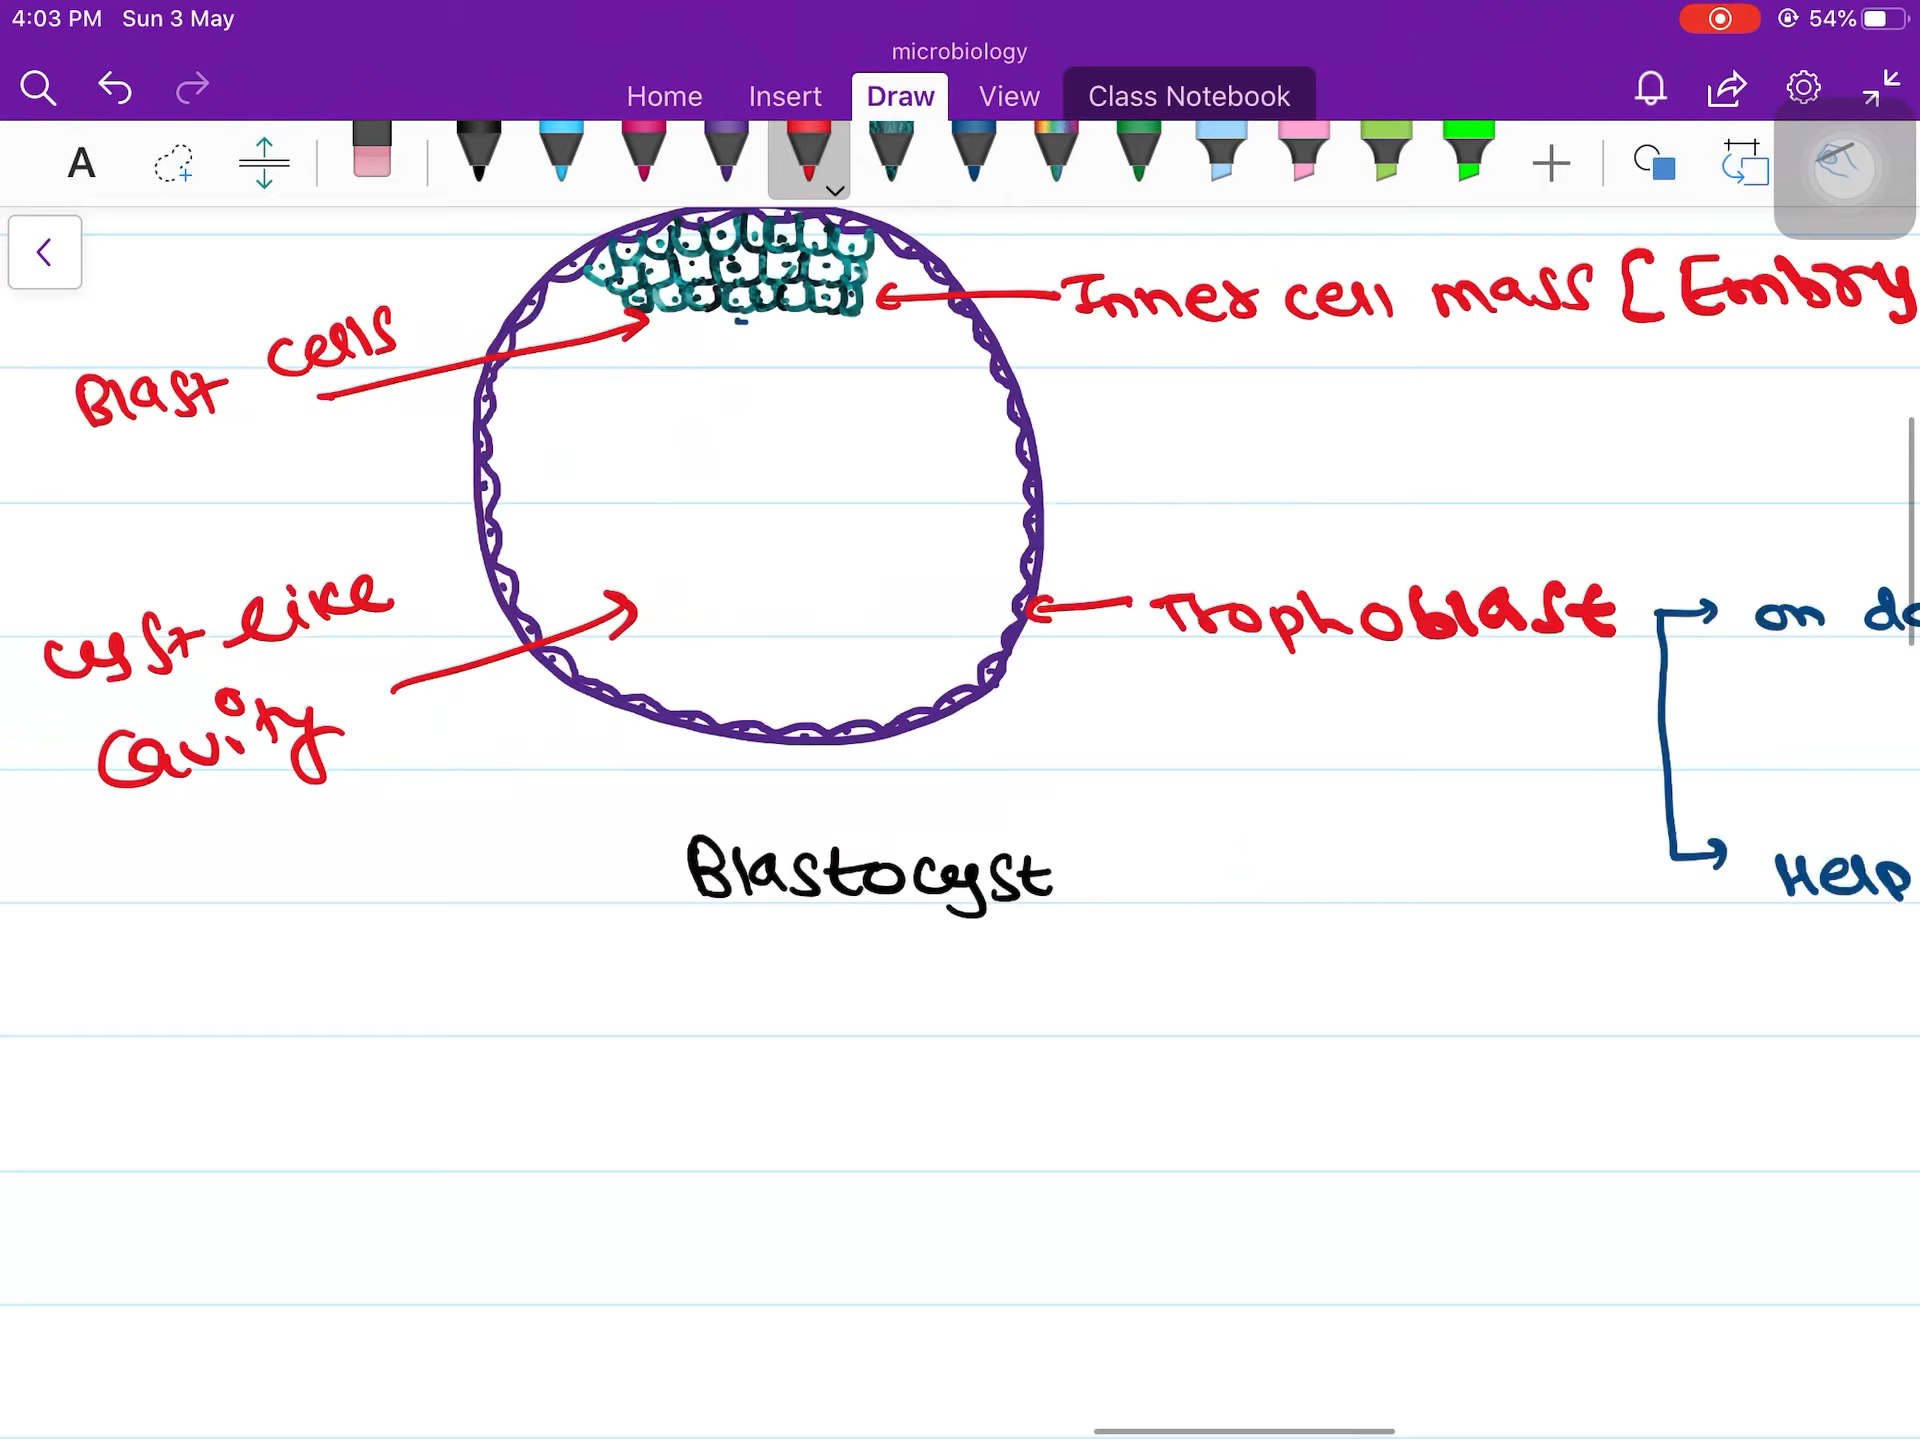 4:03 PM Sun 3 May
54%
microbiology
Home Insert Draw View Class Notebook
A
Inner cell mass [Embry
Blast cells
cyst like
cavity
Trophoblast
on do
Help
Blastocyst